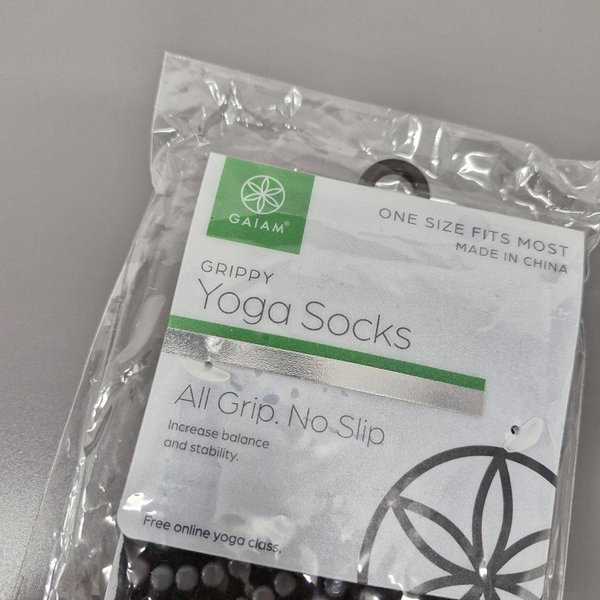 GAIAM®
ONE SIZE FITS MOST
MADE IN CHINA
GRIPPY
Yoga Socks
All Grip. No Slip
Increase balance
and stability.
Free online yoga class.